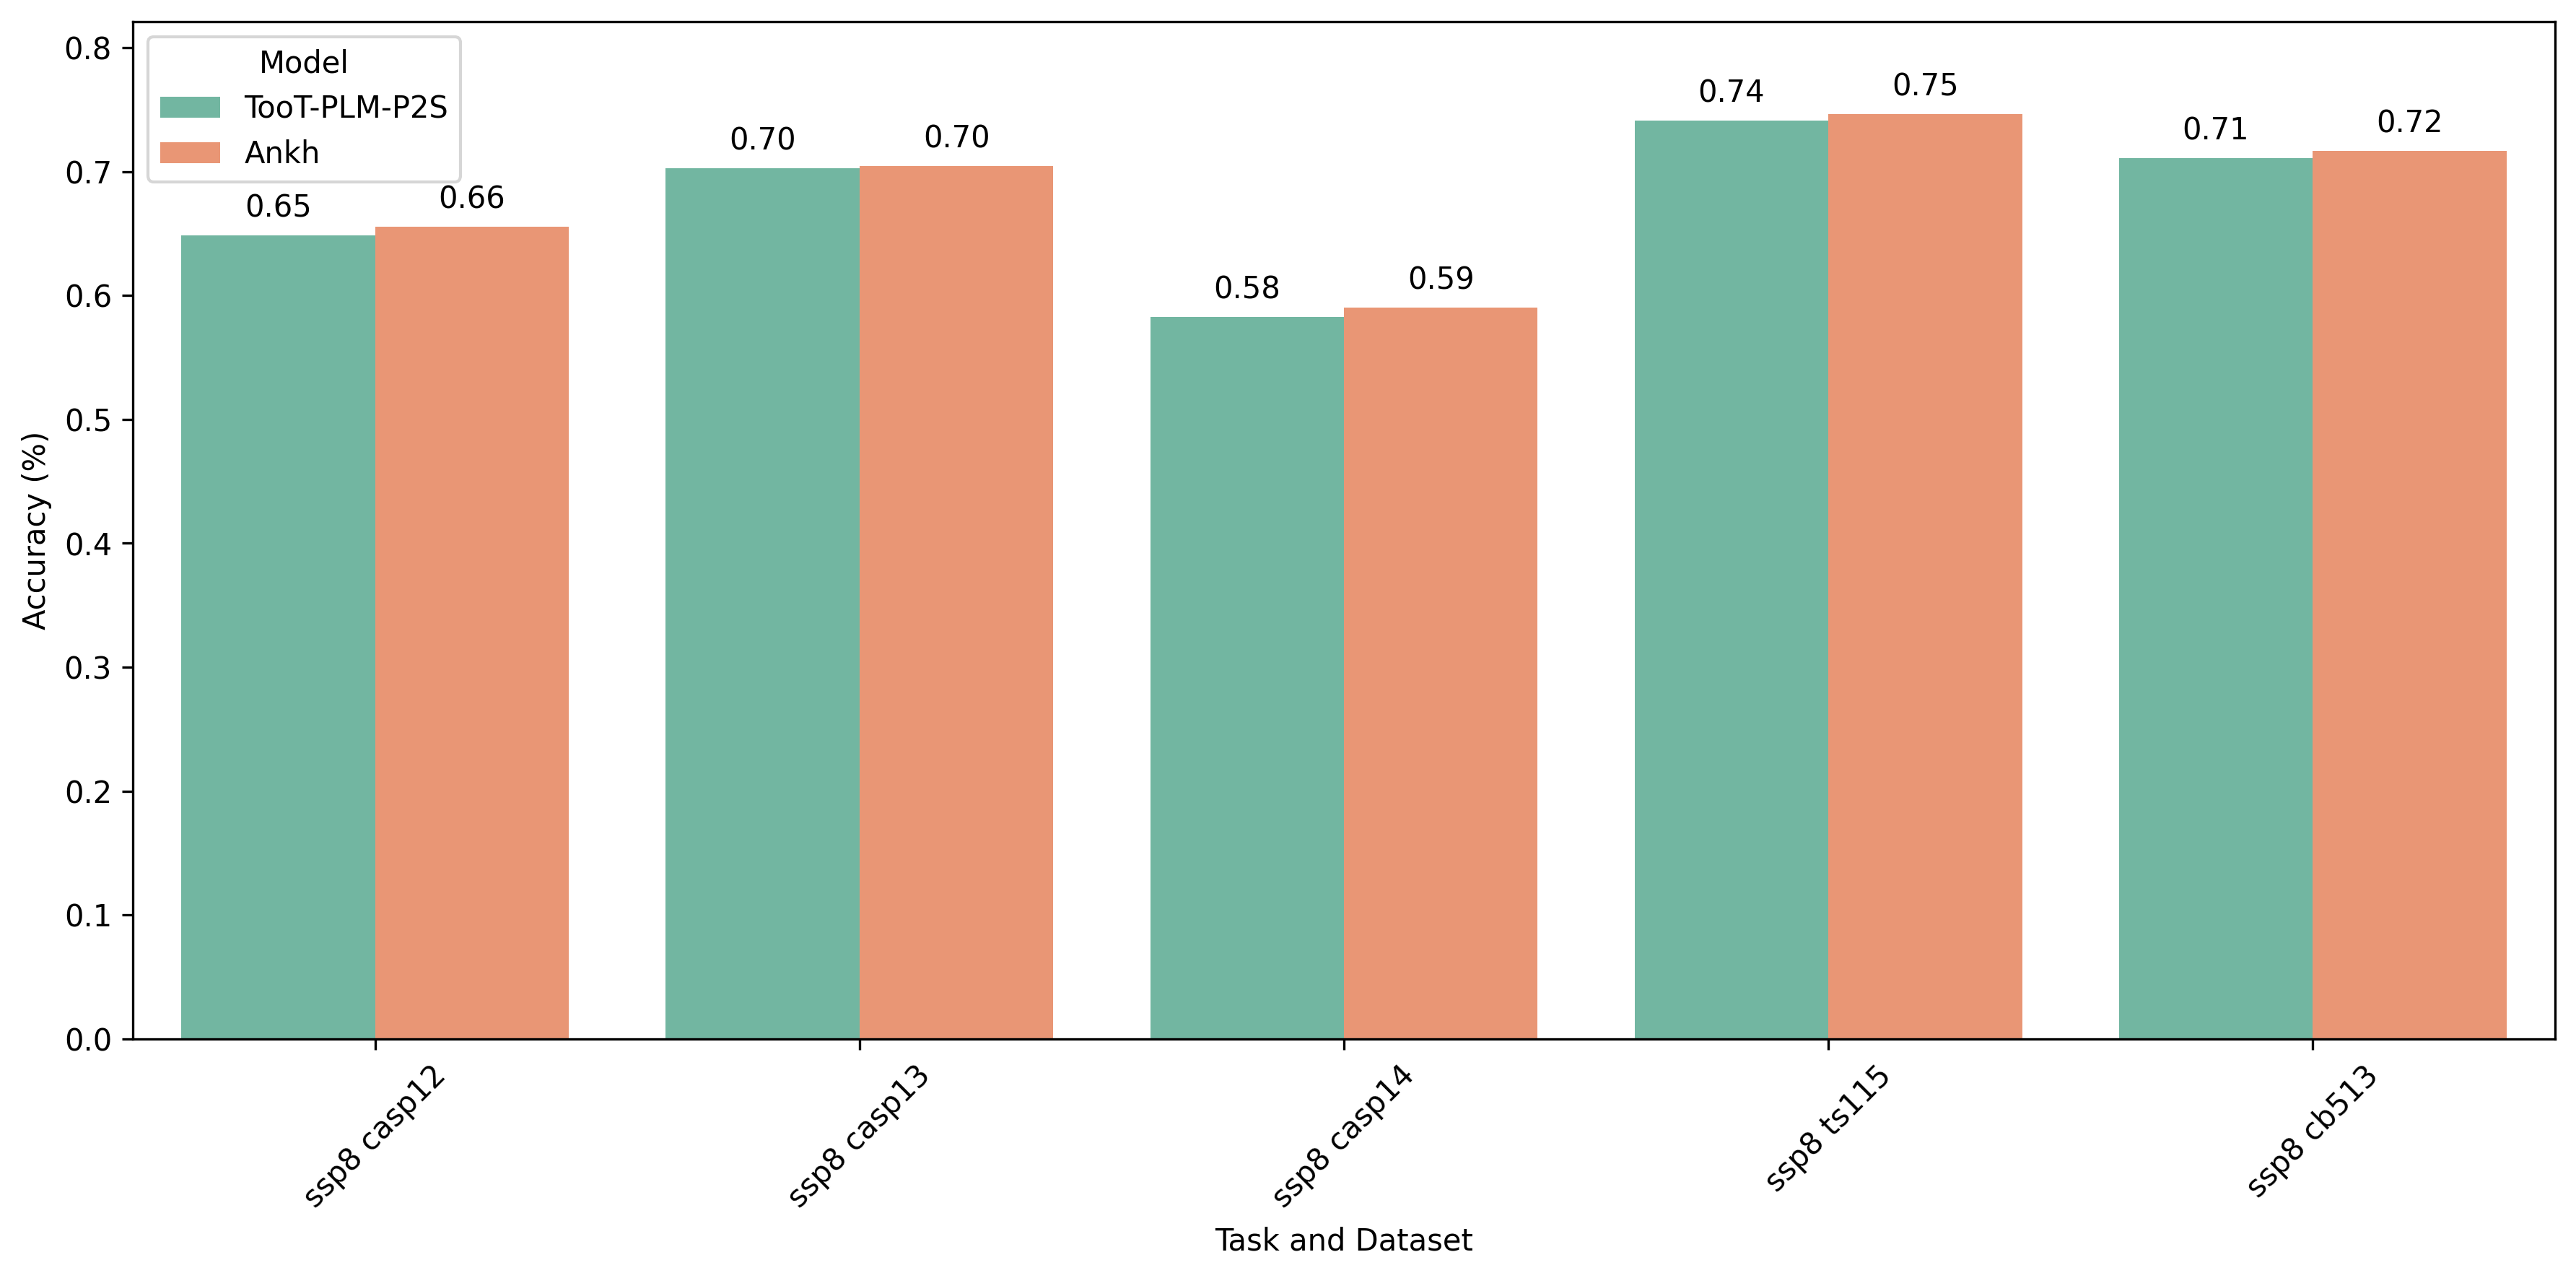 Model
TooT-PLM-P2S
Ankh
Accuracy (%)
0.8
0.7
0.6
0.5
0.4
0.3
0.2
0.1
0.0
0.65
0.66
0.70
0.70
0.58
0.59
0.74
0.75
0.71
0.72
ssp8 casp12
ssp8 casp13
ssp8 casp14
ssp8 ts115
ssp8 cb513
Task and Dataset